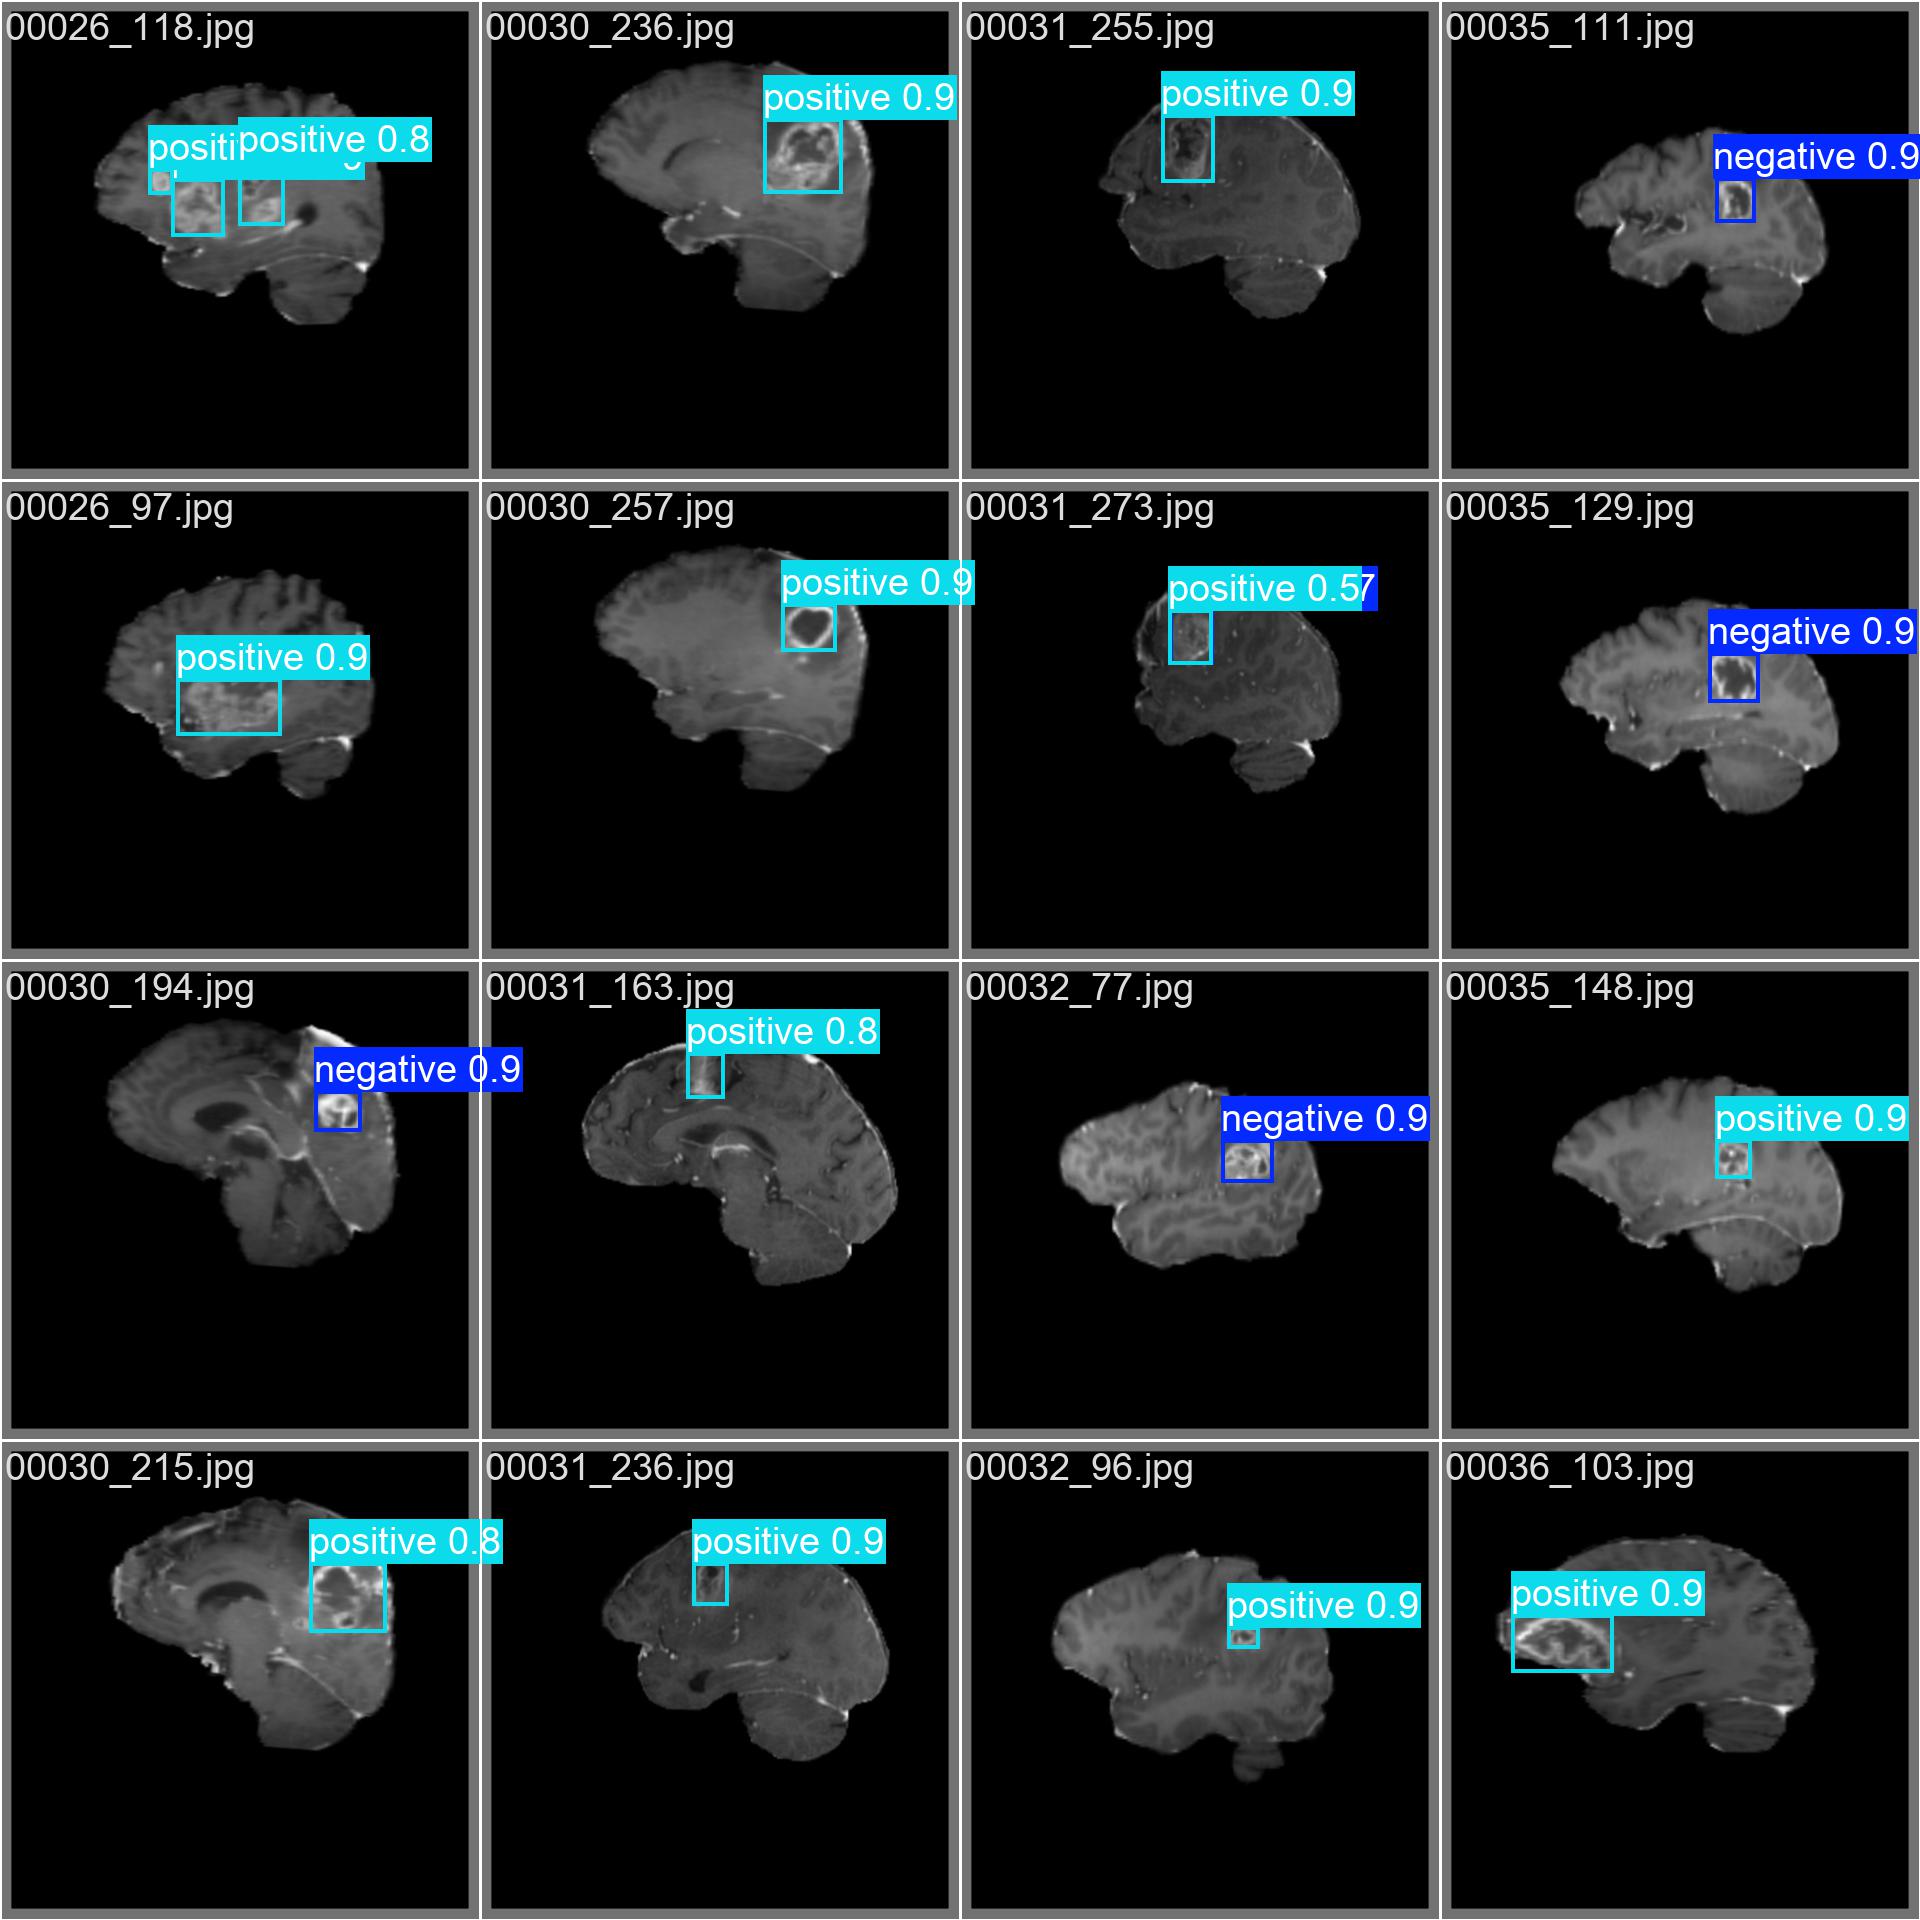 00026_118.jpg
positi
positive 0.8
00030_236.jpg
positive 0.9
00031_255.jpg
positive 0.9
00035_111.jpg
negative 0.9
00026_97.jpg
positive 0.9
00030_257.jpg
positive 0.9
00031_273.jpg
positive 0.57
00035_129.jpg
negative 0.9
00030_194.jpg
negative 0.9
00031_163.jpg
positive 0.8
00032_77.jpg
negative 0.9
00035_148.jpg
positive 0.9
00030_215.jpg
positive 0.8
00031_236.jpg
positive 0.9
00032_96.jpg
positive 0.9
00036_103.jpg
positive 0.9